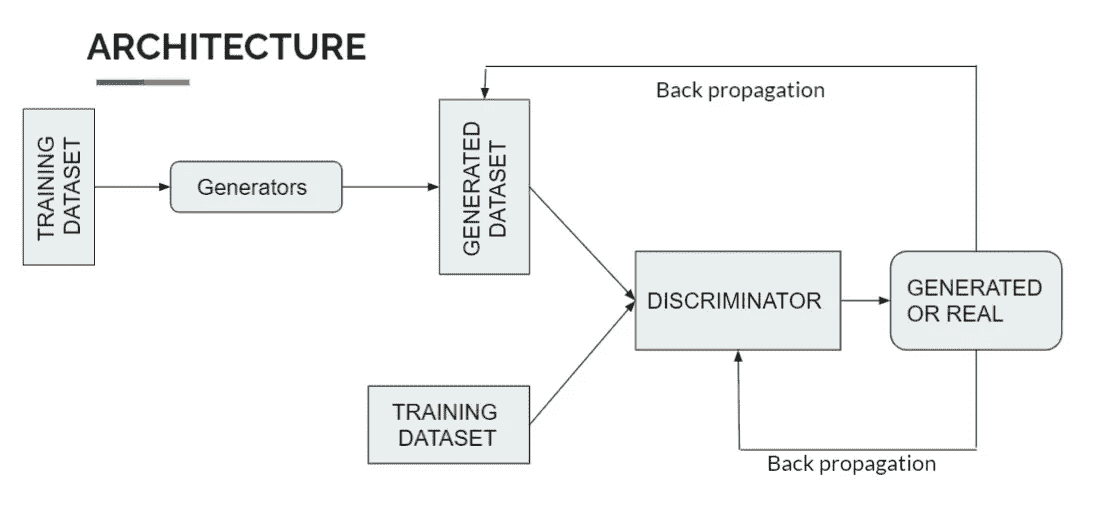 ARCHITECTURE
Back propagation
TRAINING
DATASET
Generators
GENERATED
DATASET
DISCRIMINATOR
GENERATED
OR REAL
TRAINING
DATASET
Back propagation